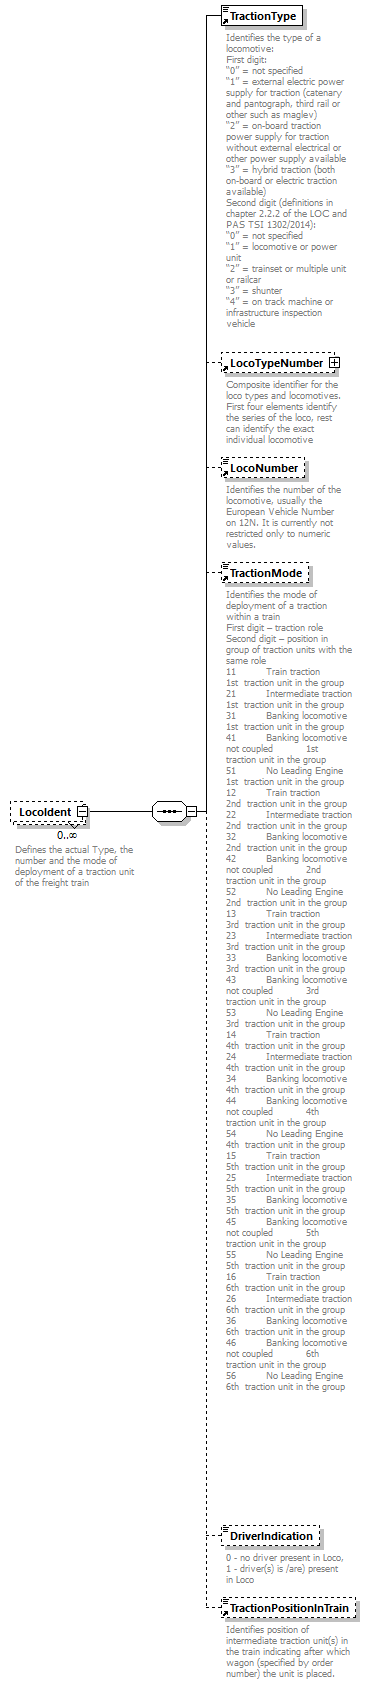 TractionType
Identifies the type of a
locomotive:
First digit:
"0" = not specified
"1" = external electric power
supply for traction (catenary
and pantograph, third rail or
other such as maglev)
"2" = on-board traction
power supply for traction
without external electrical or
other power supply available
"3" = hybrid traction (both
on-board or electric traction
available)
Second digit (definitions in
chapter 2.2.2 of the LOC and
PAS TSI 1302/2014):
"0" = not specified
"1" = locomotive or power
unit
"2" = trainset or multiple unit
or railcar
"3" = shunter
"4" = on track machine or
infrastructure inspection
vehicle
LocoTypeNumber
Composite identifier for the
loco types and locomotives.
First four elements identify
the series of the loco, rest
can identify the exact
individual locomotive
LocoNumber
Identifies the number of the
locomotive, usually the
European Vehicle Number
on 12N. It is currently not
restricted only to numeric
values.
TractionMode
Identifies the mode of
deployment of a traction
within a train
First digit – traction role
Second digit – position in
group of traction units with the
same role
11 Train traction
1st traction unit in the group
21 Intermediate traction
1st traction unit in the group
31 Banking locomotive
1st traction unit in the group
41 Banking locomotive
not coupled 1st
traction unit in the group
51 No Leading Engine
1st traction unit in the group
12 Train traction
2nd traction unit in the group
22 Intermediate traction
2nd traction unit in the group
32 Banking locomotive
2nd traction unit in the group
42 Banking locomotive
not coupled 2nd
traction unit in the group
52 No Leading Engine
2nd traction unit in the group
13 Train traction
3rd traction unit in the group
23 Intermediate traction
3rd traction unit in the group
33 Banking locomotive
3rd traction unit in the group
43 Banking locomotive
not coupled 3rd
traction unit in the group
53 No Leading Engine
3rd traction unit in the group
14 Train traction
4th traction unit in the group
24 Intermediate traction
4th traction unit in the group
34 Banking locomotive
4th traction unit in the group
44 Banking locomotive
not coupled 4th
traction unit in the group
54 No Leading Engine
4th traction unit in the group
15 Train traction
5th traction unit in the group
25 Intermediate traction
5th traction unit in the group
35 Banking locomotive
5th traction unit in the group
45 Banking locomotive
not coupled 5th
traction unit in the group
55 No Leading Engine
5th traction unit in the group
16 Train traction
6th traction unit in the group
26 Intermediate traction
6th traction unit in the group
36 Banking locomotive
6th traction unit in the group
46 Banking locomotive
not coupled 6th
traction unit in the group
56 No Leading Engine
6th traction unit in the group
LocoIdent
0..∞
Defines the actual Type, the
number and the mode of
deployment of a traction unit
of the freight train
DriverIndication
0 - no driver present in Loco,
1 - driver(s) is /are) present
in Loco
TractionPositionInTrain
Identifies position of
intermediate traction unit(s) in
the train indicating after which
wagon (specified by order
number) the unit is placed.